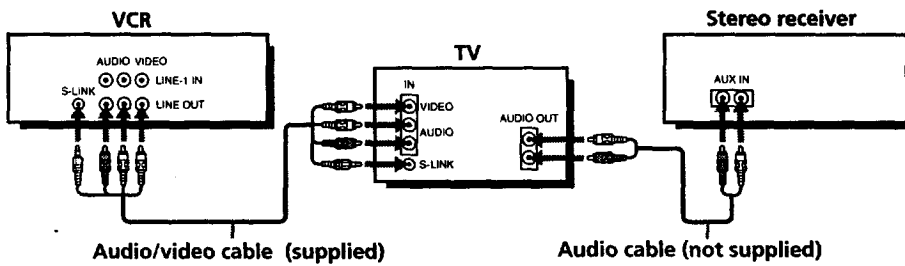 VCR
Stereo receiver
TV
AUDIO VIDEO
LINE-1 IN
S-LINK
LINE OUT
IN
VIDEO
AUDIO
S-LINK
AUDIO OUT
AUX IN
Audio/video cable (supplied)
Audio cable (not supplied)